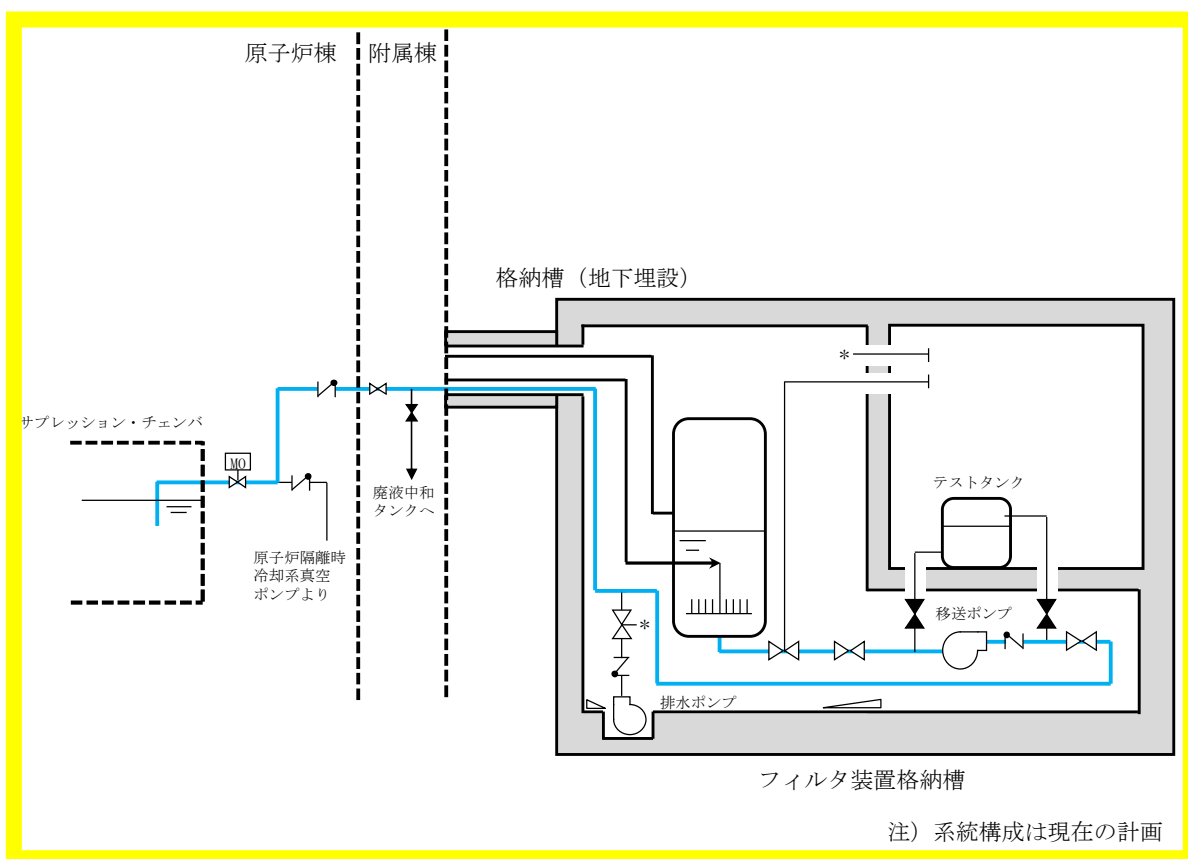 原子炉棟
附属棟
格納槽（地下埋設）
*
サプレッション・チェンバ
MO
テストタンク
廃液中和
タンクへ
原子炉隔離時
冷却系真空
ポンプより
移送ポンプ
*
排水ポンプ
フィルタ装置格納槽
注）系統構成は現在の計画